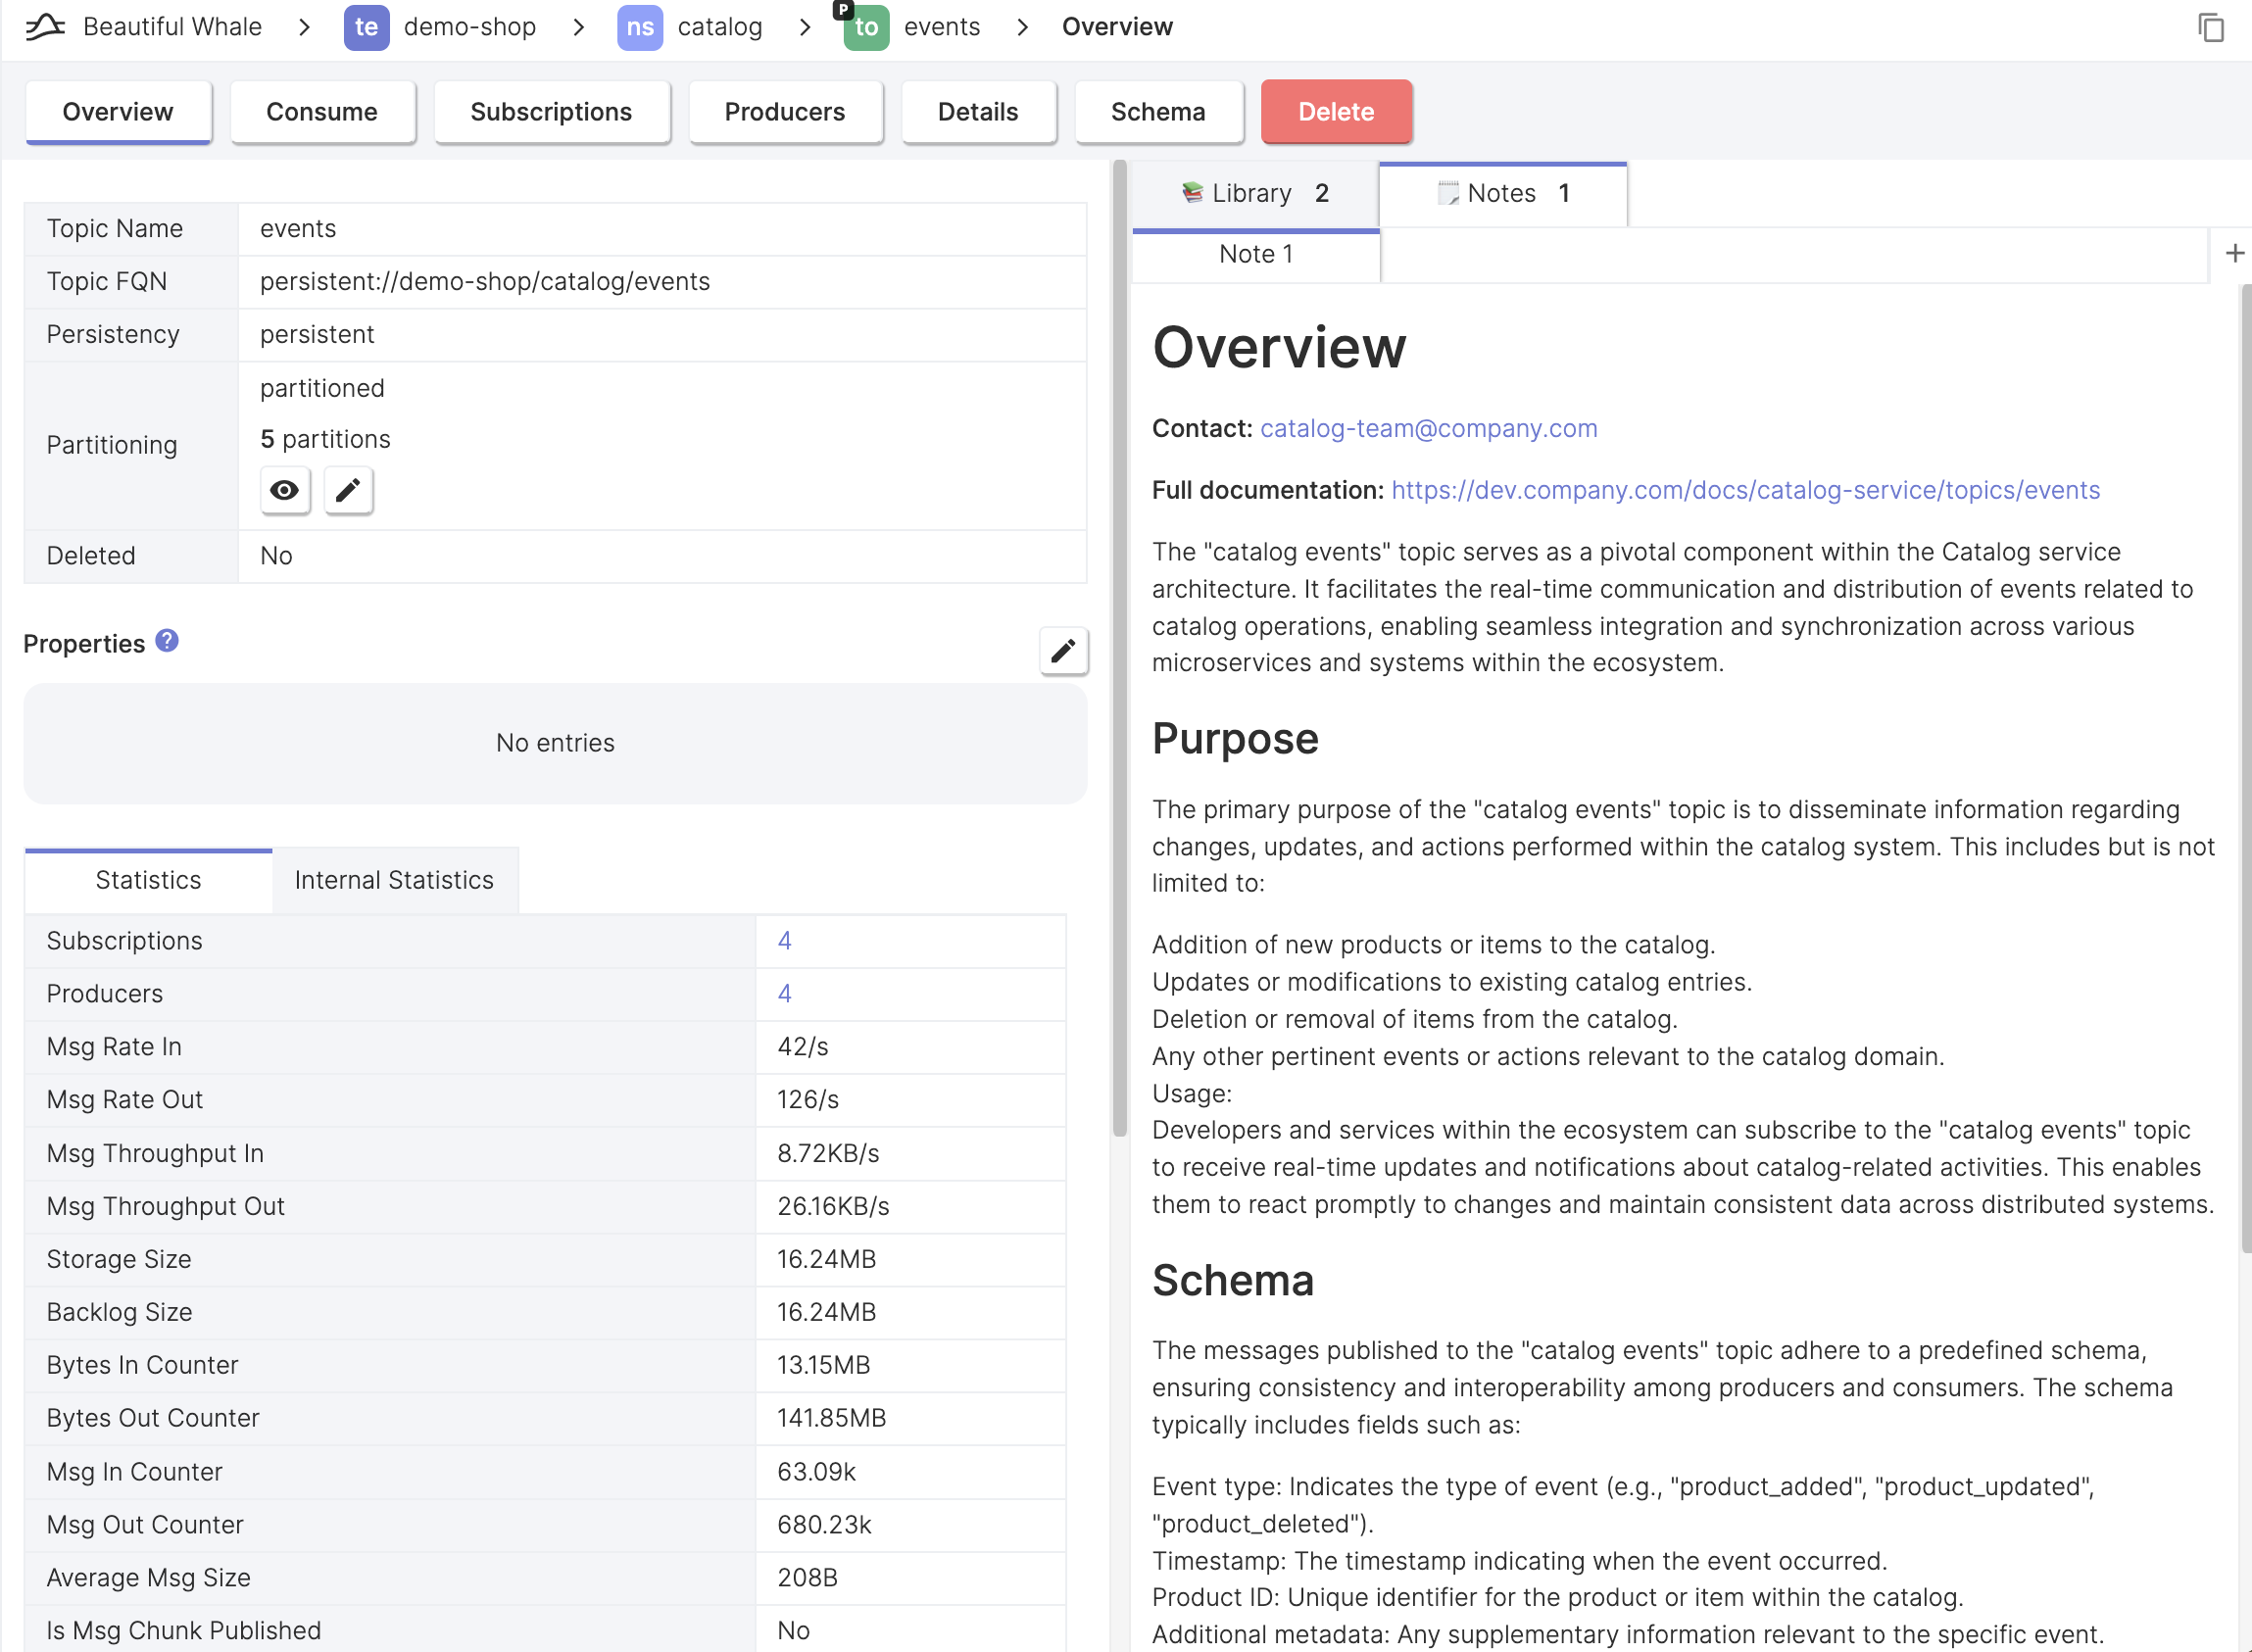 Beautiful Whale > te demo-shop > ns catalog > P to events > Overview
Overview Consume Subscriptions Producers Details Schema Delete
Topic Name events
Topic FQN persistent://demo-shop/catalog/events
Persistency persistent
Partitioning partitioned
5 partitions
Deleted No
Properties ?
No entries
Statistics Internal Statistics
Subscriptions 4
Producers 4
Msg Rate In 42/s
Msg Rate Out 126/s
Msg Throughput In 8.72KB/s
Msg Throughput Out 26.16KB/s
Storage Size 16.24MB
Backlog Size 16.24MB
Bytes In Counter 13.15MB
Bytes Out Counter 141.85MB
Msg In Counter 63.09k
Msg Out Counter 680.23k
Average Msg Size 208B
Is Msg Chunk Published No
Library 2 Notes 1
Note 1 +
Overview
Contact: catalog-team@company.com
Full documentation: https://dev.company.com/docs/catalog-service/topics/events
The "catalog events" topic serves as a pivotal component within the Catalog service
architecture. It facilitates the real-time communication and distribution of events related to
catalog operations, enabling seamless integration and synchronization across various
microservices and systems within the ecosystem.
Purpose
The primary purpose of the "catalog events" topic is to disseminate information regarding
changes, updates, and actions performed within the catalog system. This includes but is not
limited to:
Addition of new products or items to the catalog.
Updates or modifications to existing catalog entries.
Deletion or removal of items from the catalog.
Any other pertinent events or actions relevant to the catalog domain.
Usage:
Developers and services within the ecosystem can subscribe to the "catalog events" topic
to receive real-time updates and notifications about catalog-related activities. This enables
them to react promptly to changes and maintain consistent data across distributed systems.
Schema
The messages published to the "catalog events" topic adhere to a predefined schema,
ensuring consistency and interoperability among producers and consumers. The schema
typically includes fields such as:
Event type: Indicates the type of event (e.g., "product_added", "product_updated",
"product_deleted").
Timestamp: The timestamp indicating when the event occurred.
Product ID: Unique identifier for the product or item within the catalog.
Additional metadata: Any supplementary information relevant to the specific event.